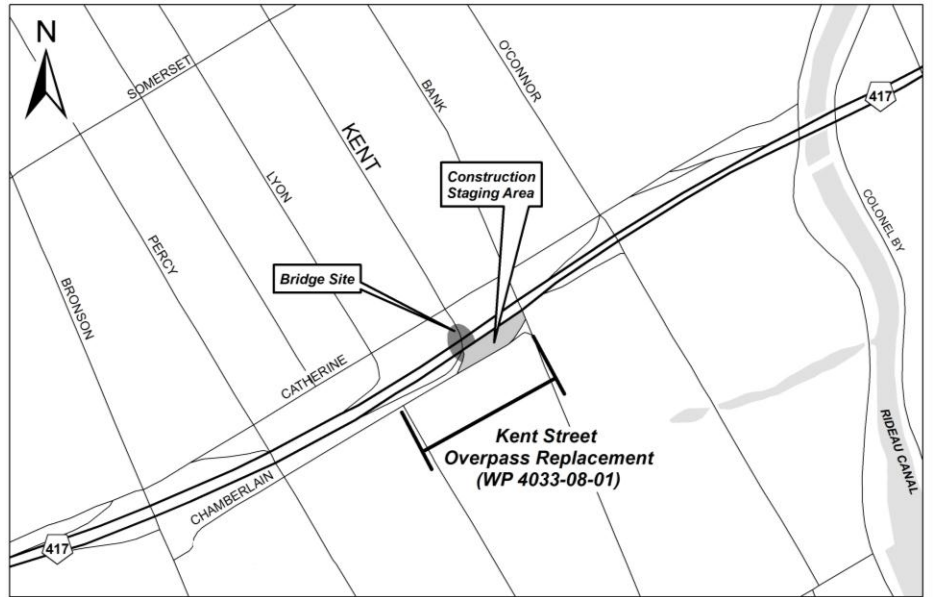 N
SOMERSET
O'CONNOR
BANK
417
KENT
LYON
Construction
Staging Area
PERCY
COLONEL BY
Bridge Site
BRONSON
CATHERINE
RIDEAU CANAL
Kent Street
Overpass Replacement
(WP 4033-08-01)
CHAMBERLAIN
417